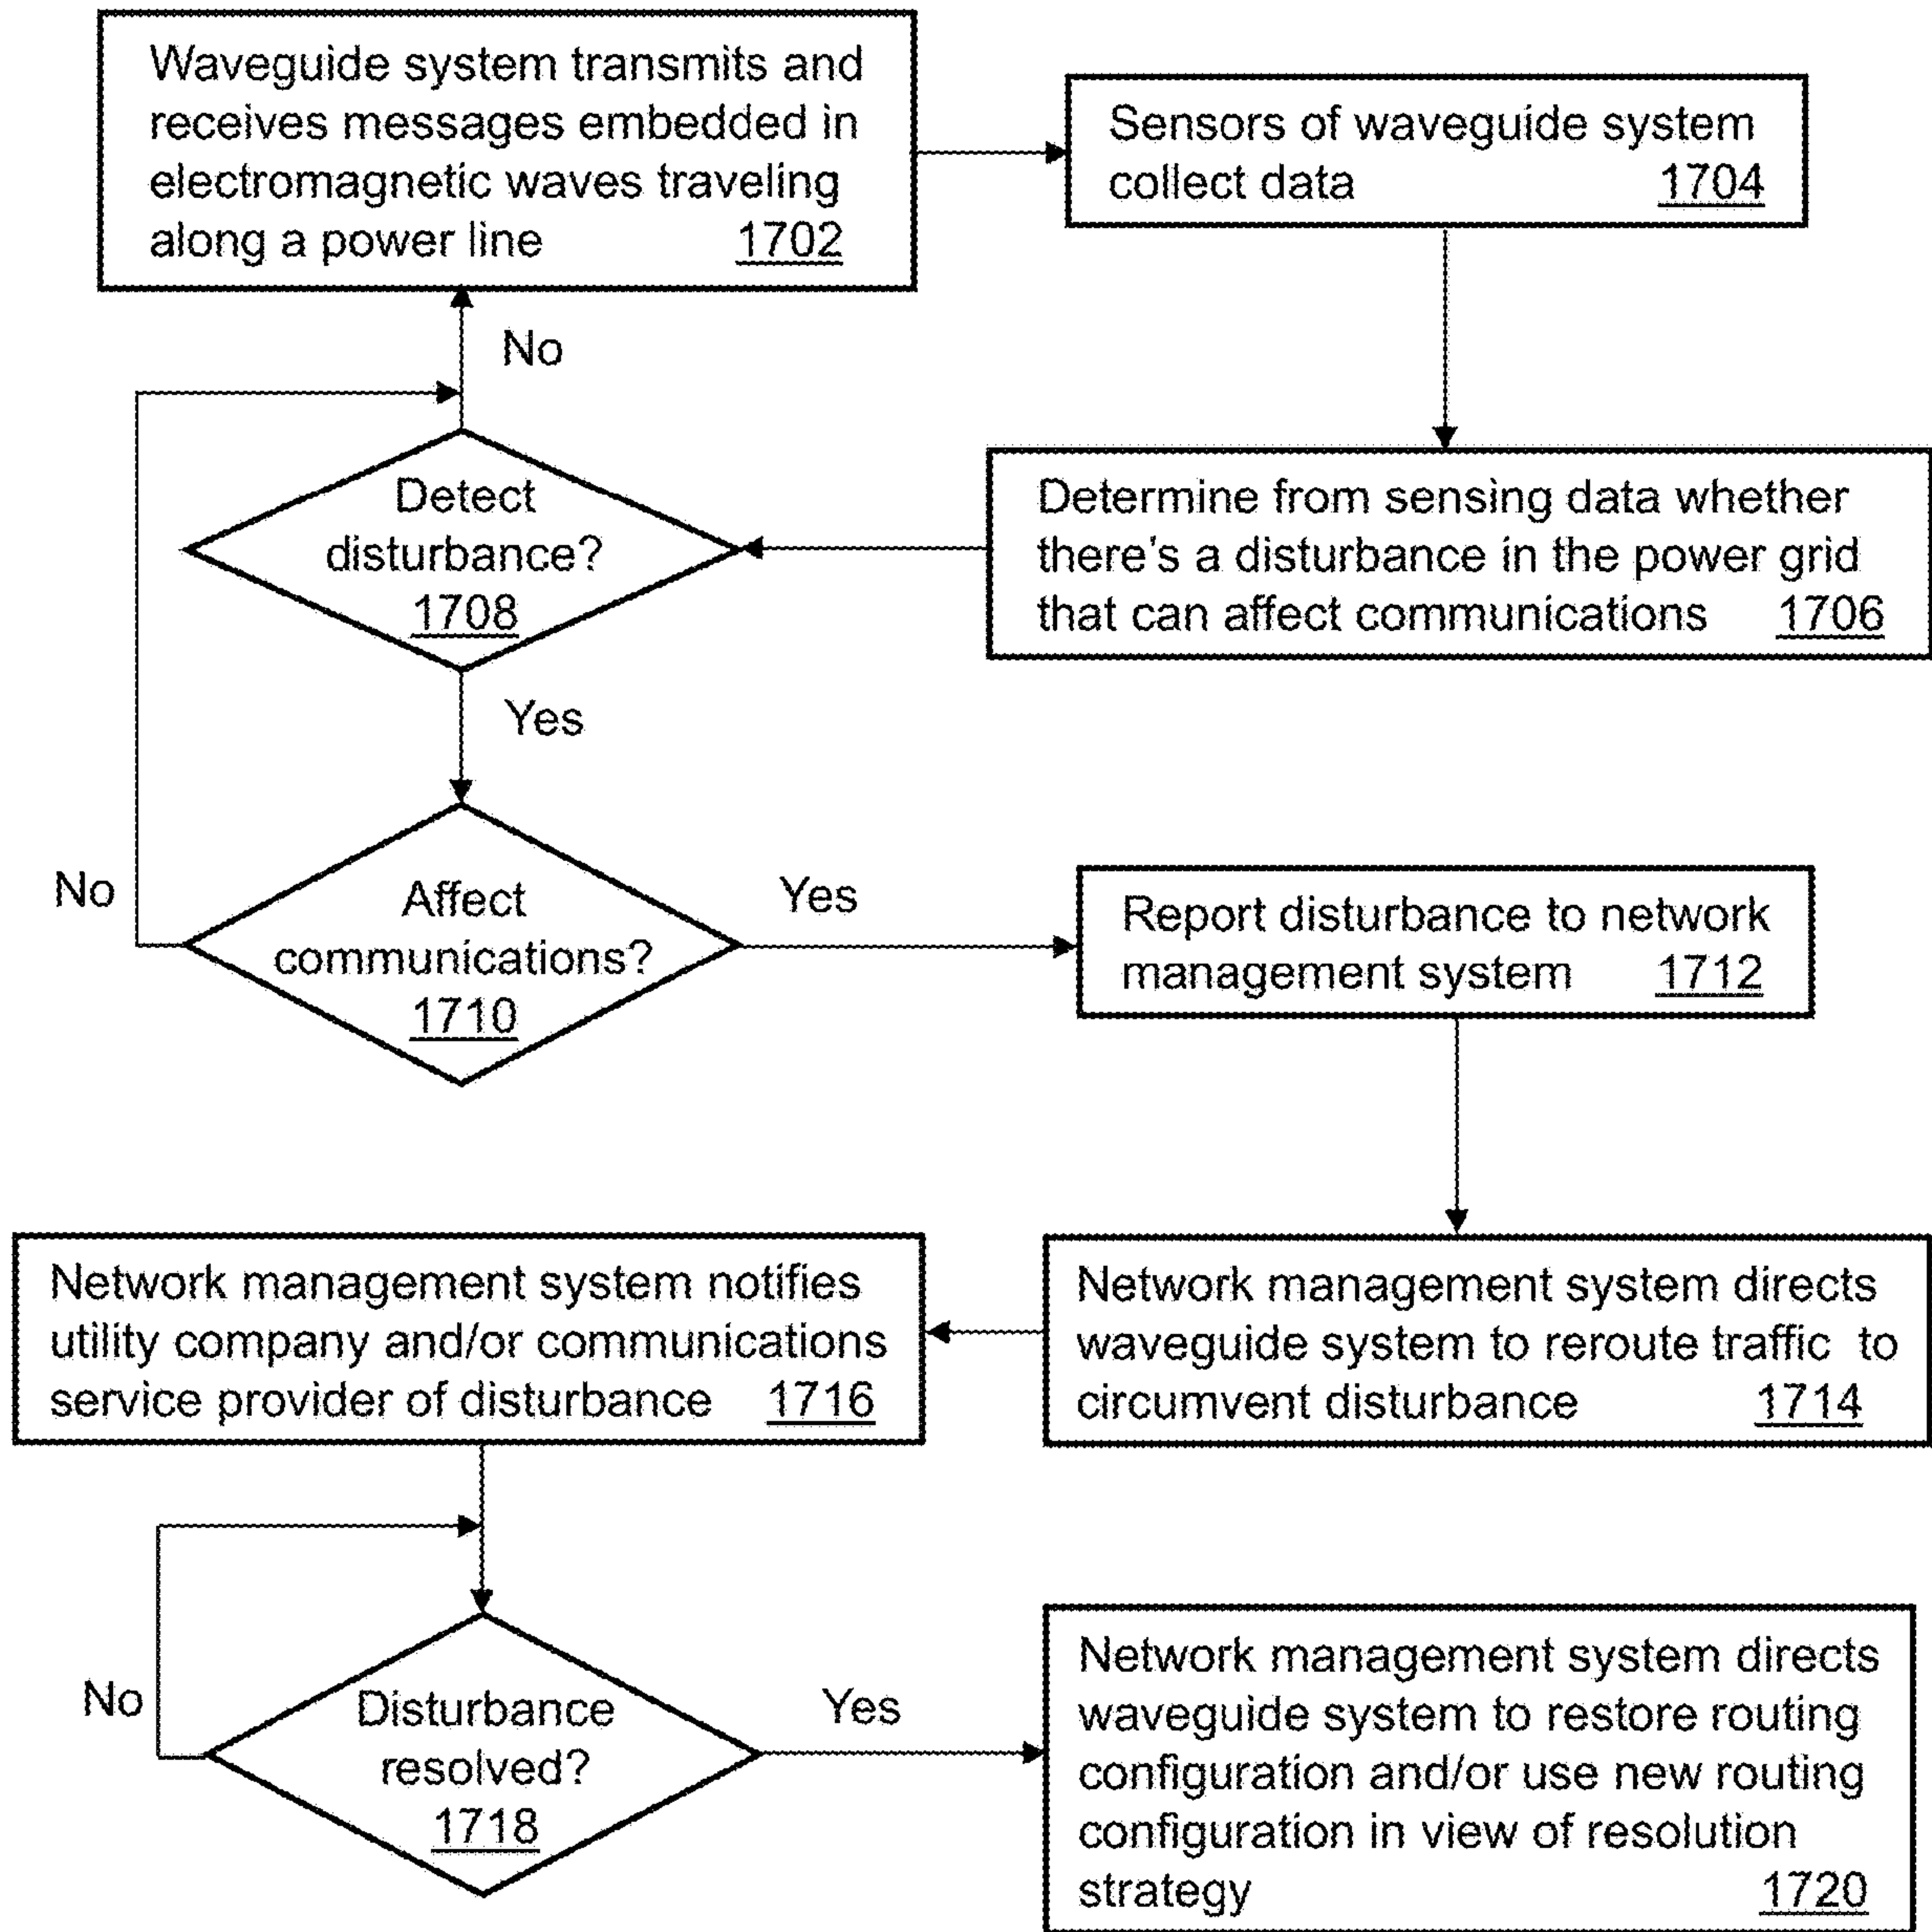 Waveguide system transmits and
receives messages embedded in
electromagnetic waves traveling
along a power line 1702
Sensors of waveguide system
collect data 1704
No
Detect
disturbance?
1708
Determine from sensing data whether
there's a disturbance in the power grid
that can affect communications 1706
Yes
No
Affect
communications?
1710
Yes
Report disturbance to network
management system 1712
Network management system notifies
utility company and/or communications
service provider of disturbance 1716
Network management system directs
waveguide system to reroute traffic to
circumvent disturbance 1714
No
Disturbance
resolved?
1718
Yes
Network management system directs
waveguide system to restore routing
configuration and/or use new routing
configuration in view of resolution
strategy 1720